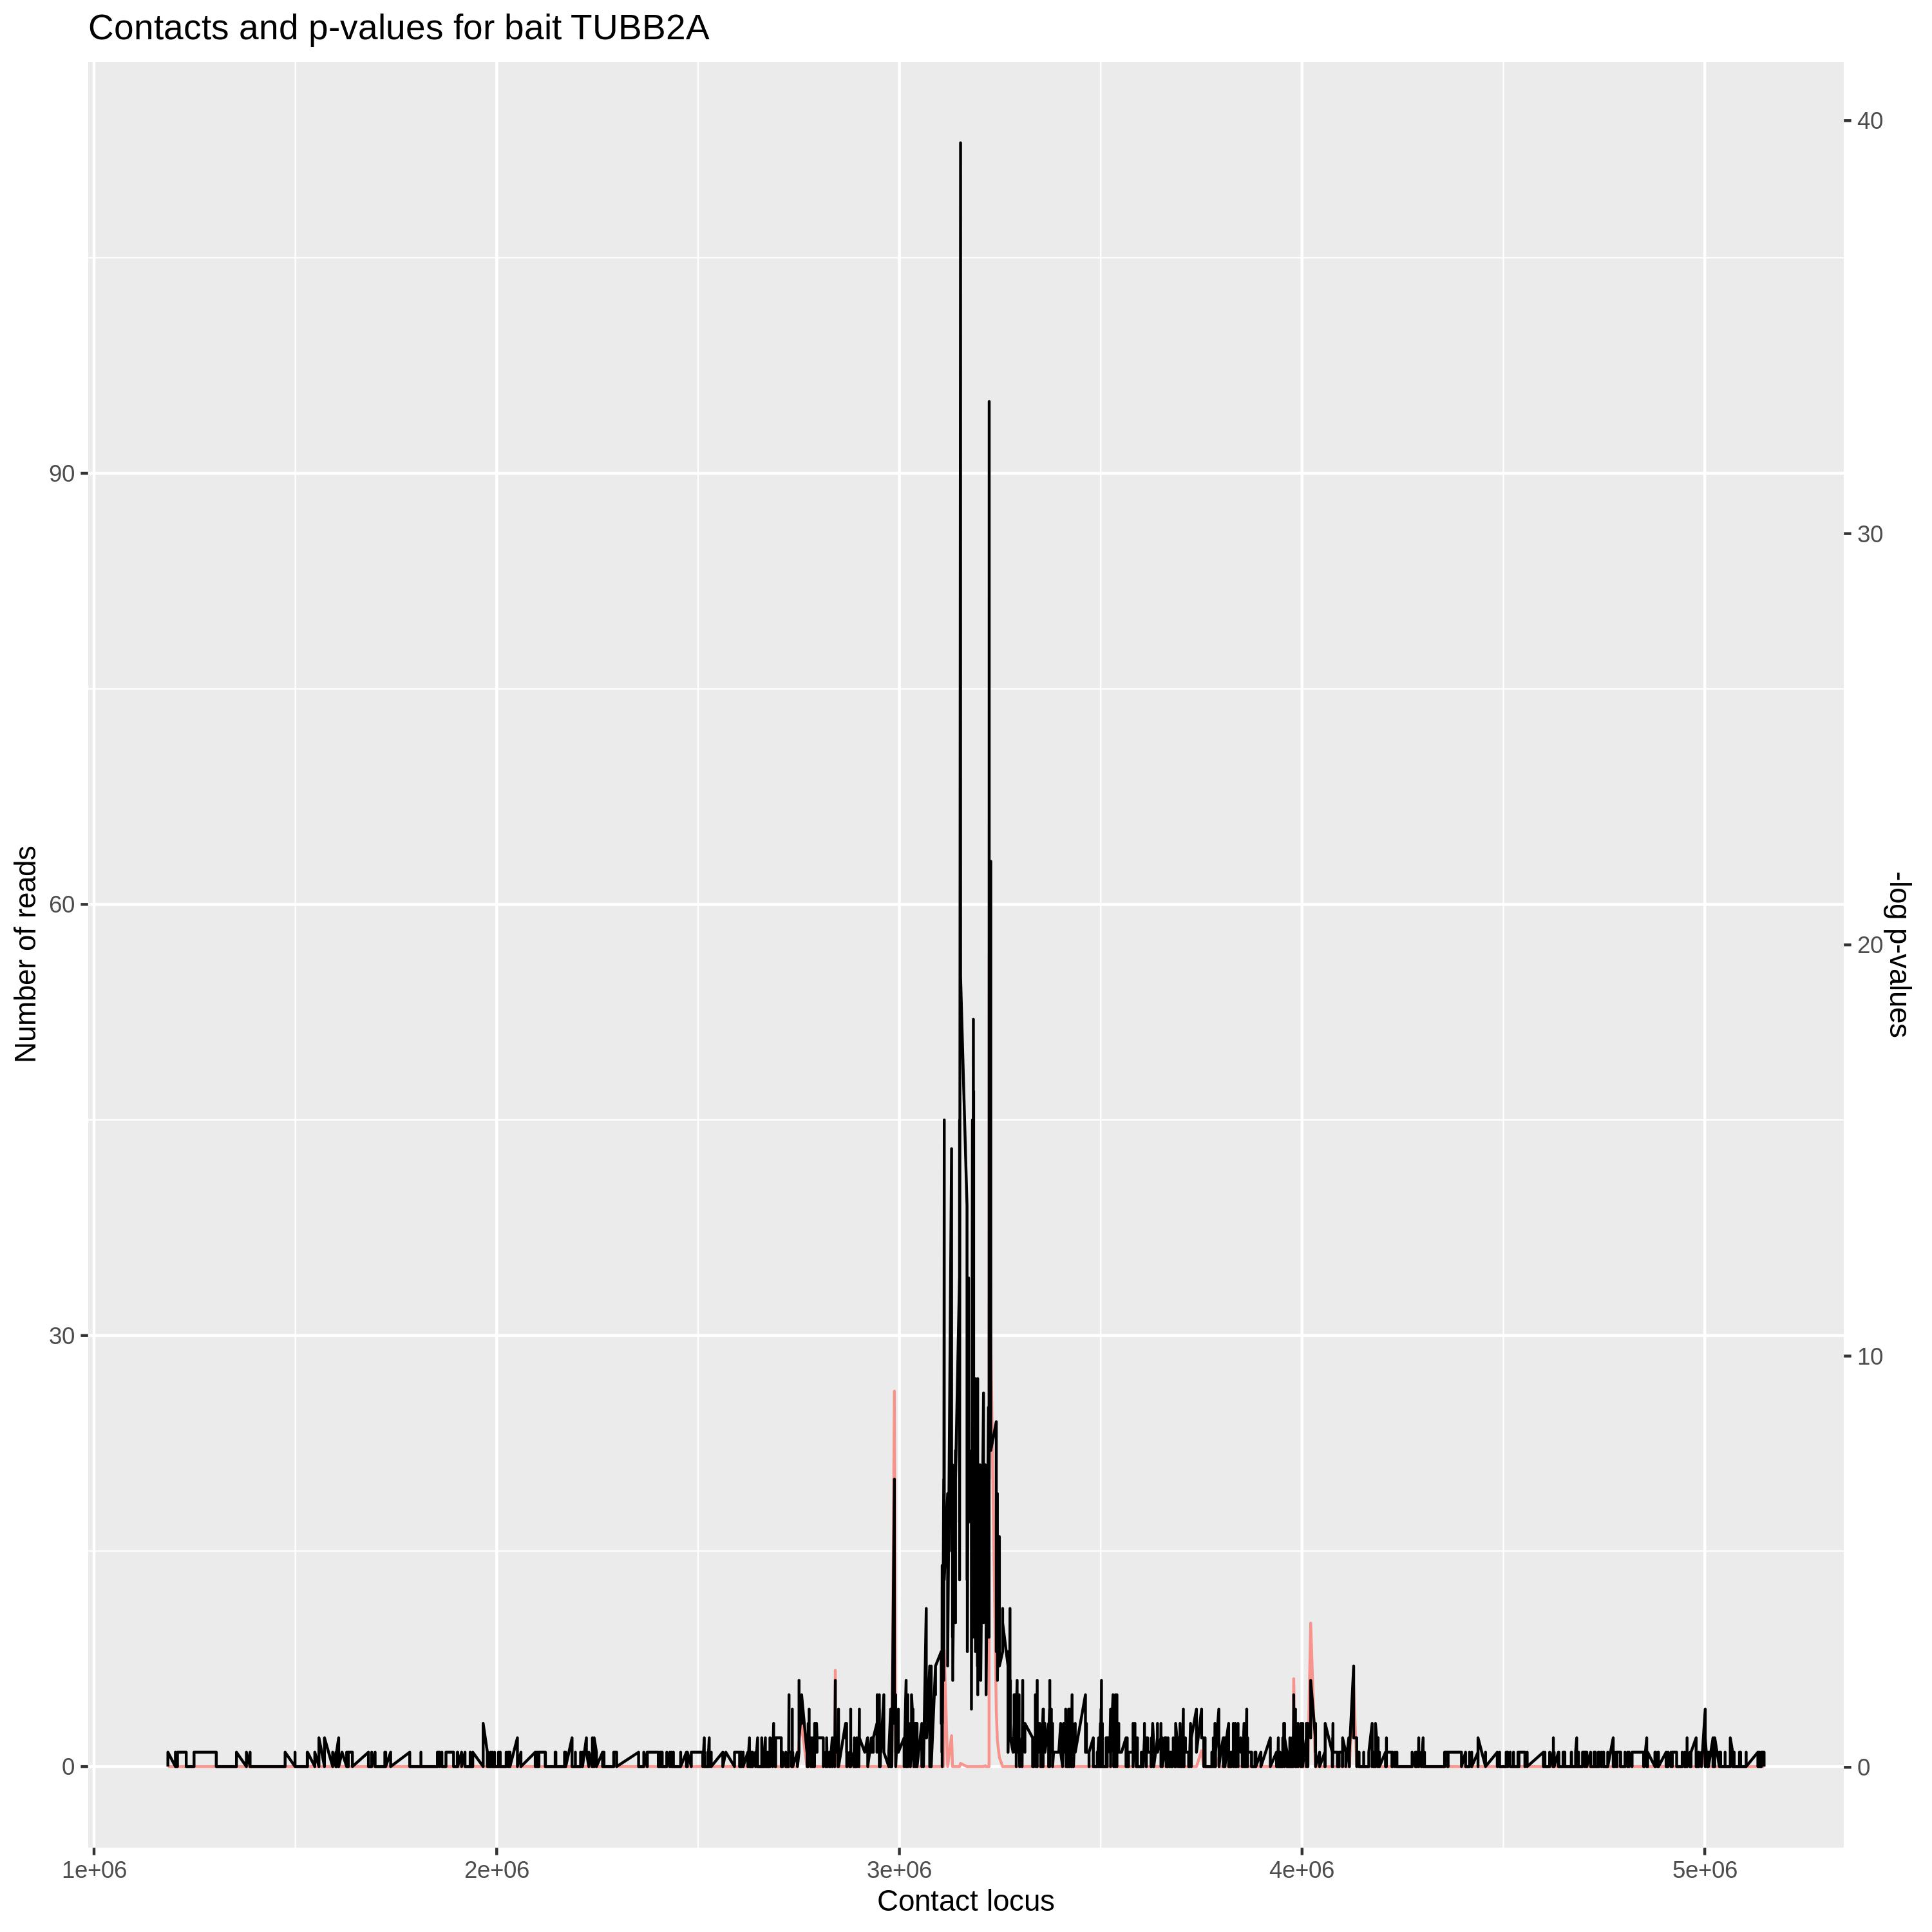 Contacts and p-values for bait TUBB2A
40
90
30
Number of reads
60
20
-log p-values
30
10
0
0
1e+06
2e+06
3e+06
4e+06
5e+06
Contact locus